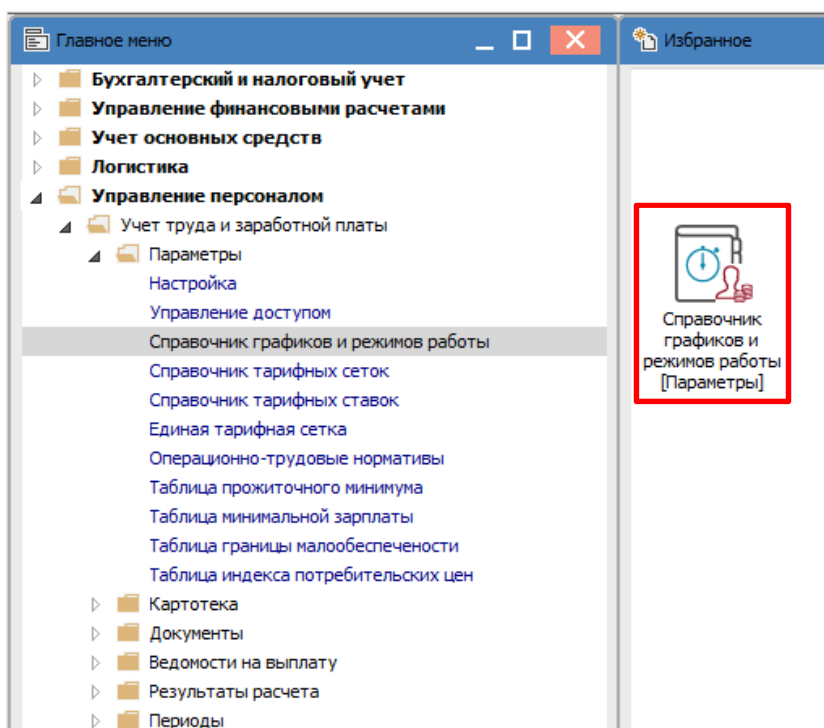 Главное меню
Избранное
Бухгалтерский и налоговый учет
Управление финансовыми расчетами
Учет основных средств
Логистика
Управление персоналом
Учет труда и заработной платы
Параметры
Настройка
Управление доступом
Справочник графиков и режимов работы
Справочник тарифных сеток
Справочник тарифных ставок
Единая тарифная сетка
Операционно-трудовые нормативы
Таблица прожиточного минимума
Таблица минимальной зарплаты
Таблица границы малообеспечености
Таблица индекса потребительских цен
Картотека
Документы
Ведомости на выплату
Результаты расчета
Периоды
Справочник
графиков и
режимов работы
[Параметры]